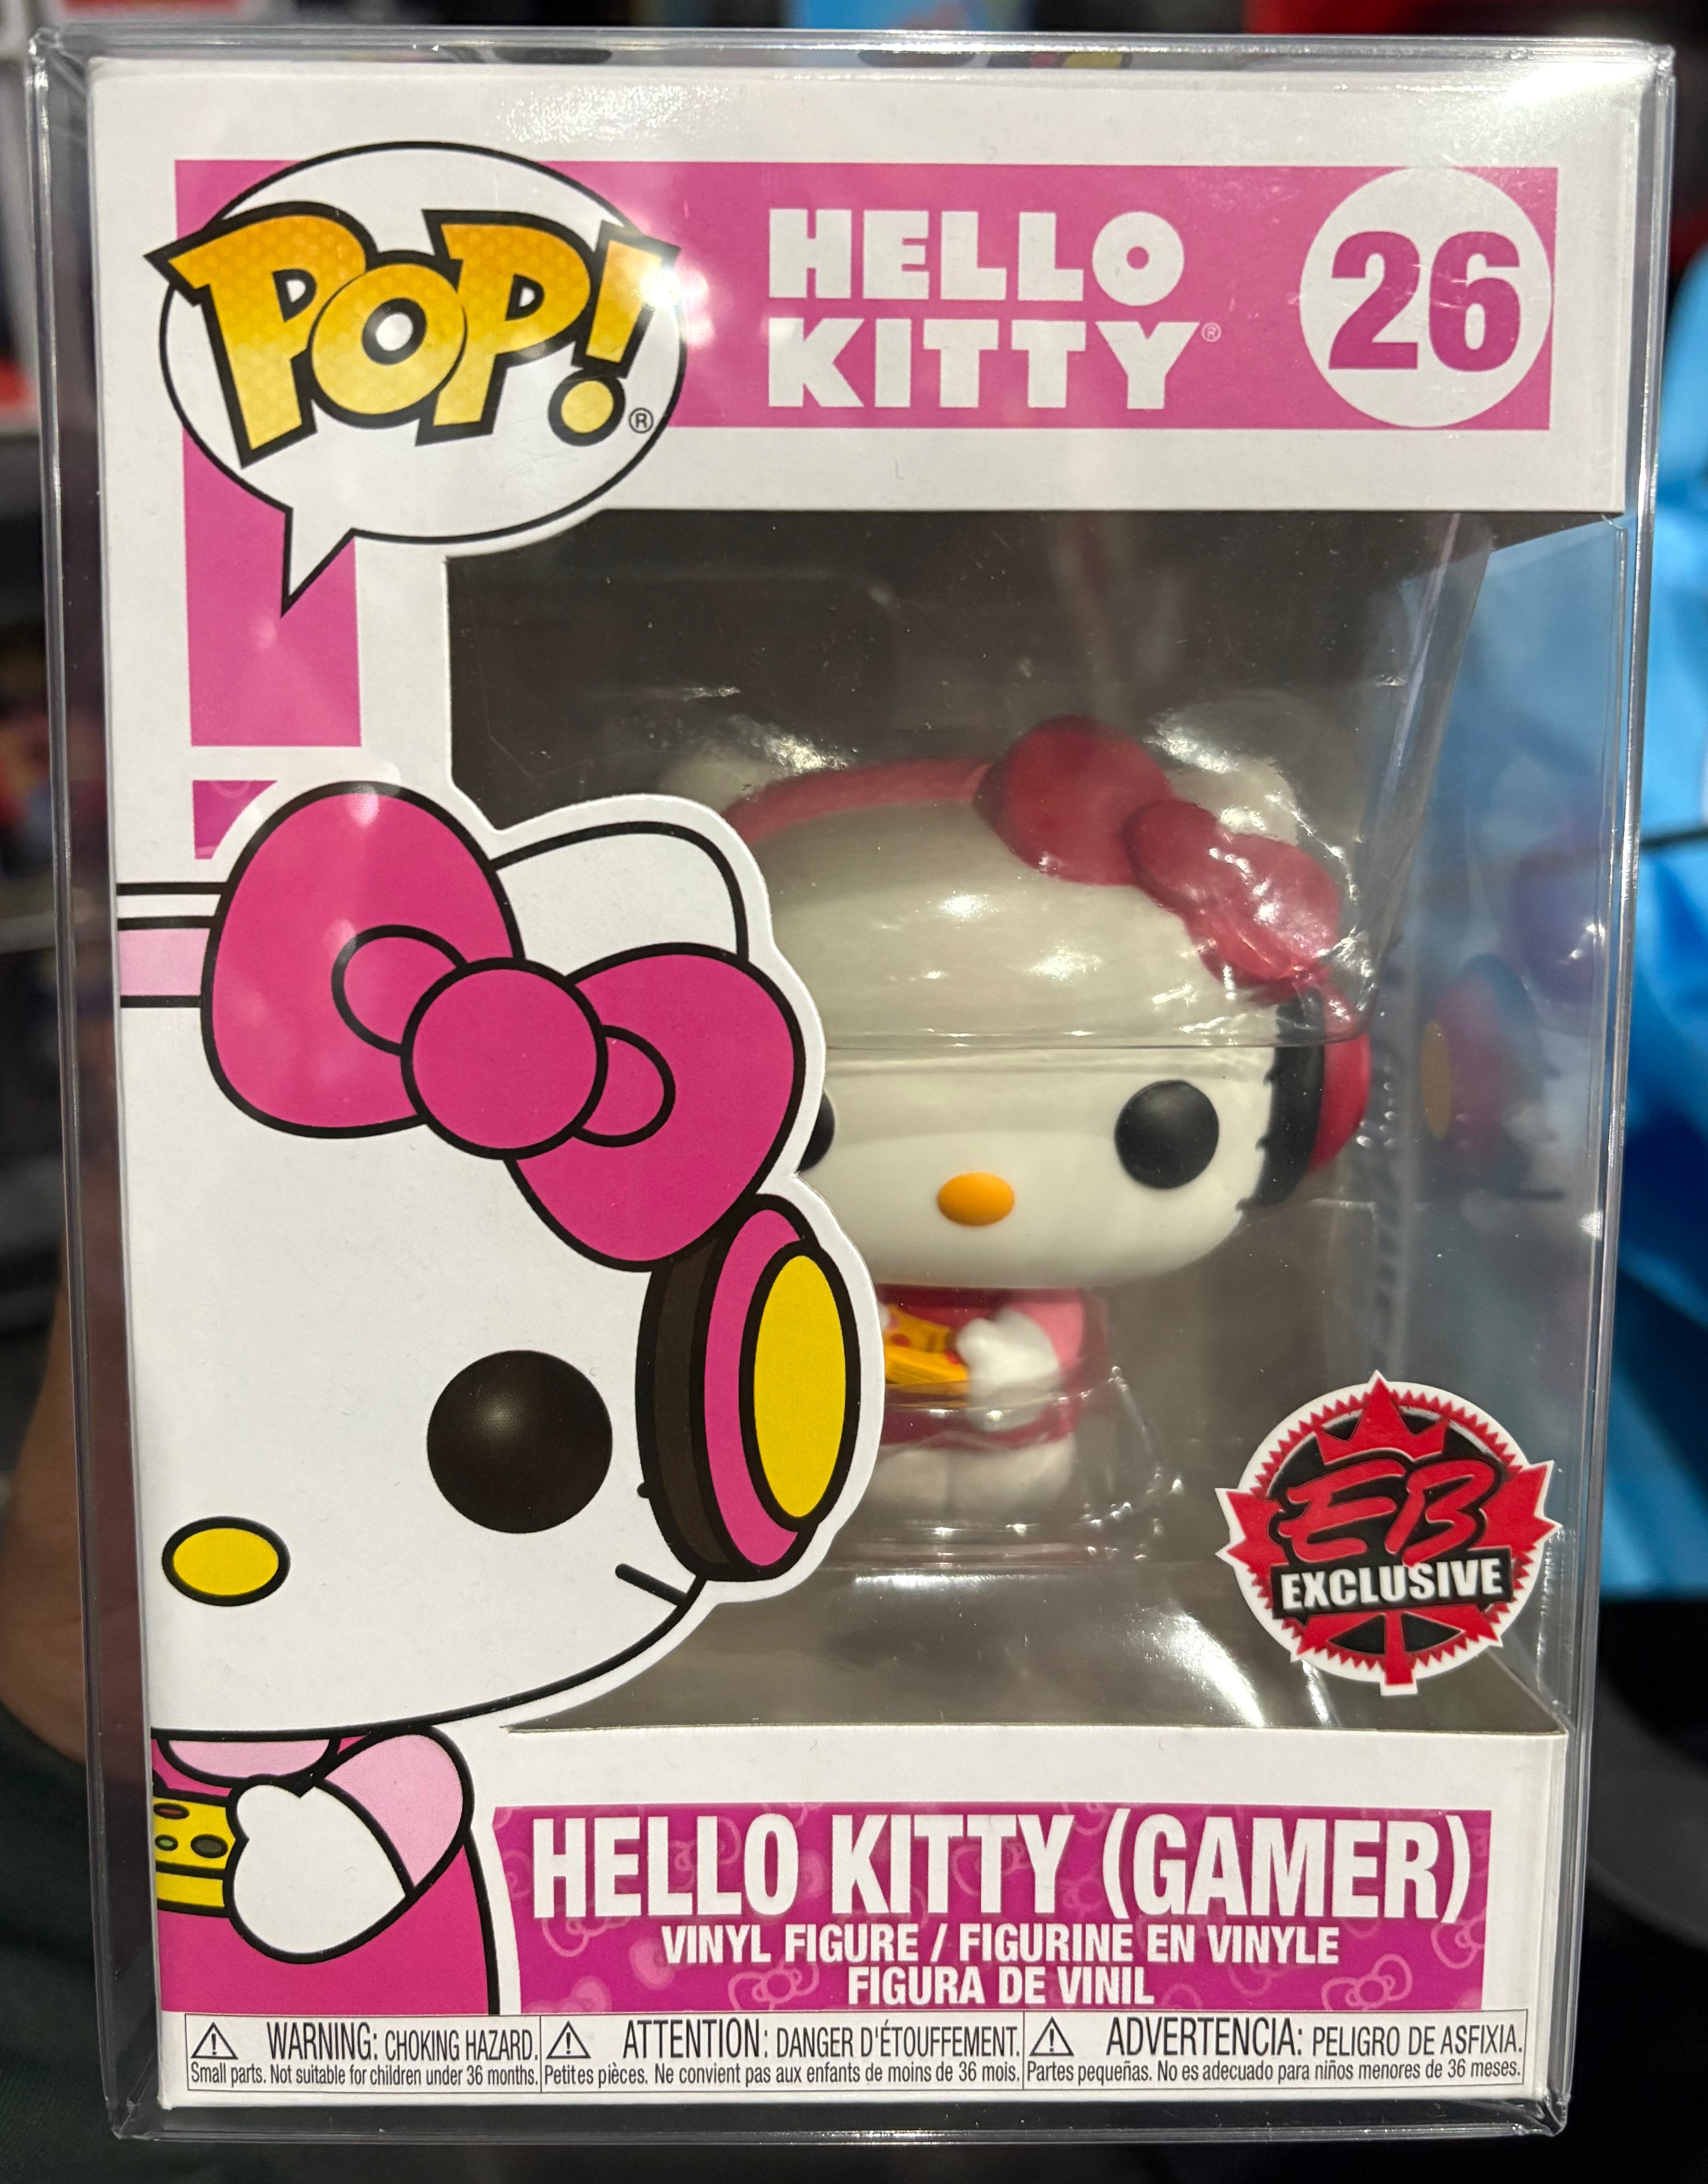 POP!®
HELLO
KITTY®
26
EB
EXCLUSIVE
HELLO KITTY (GAMER)
VINYL FIGURE / FIGURINE EN VINYLE
FIGURA DE VINIL
WARNING: CHOKING HAZARD.
Small parts. Not suitable for children under 36 months.
ATTENTION: DANGER D'ÉTOUFFEMENT.
Petites pièces. Ne convient pas aux enfants de moins de 36 mois.
ADVERTENCIA: PELIGRO DE ASFIXIA.
Partes pequeñas. No es adecuado para niños menores de 36 meses.